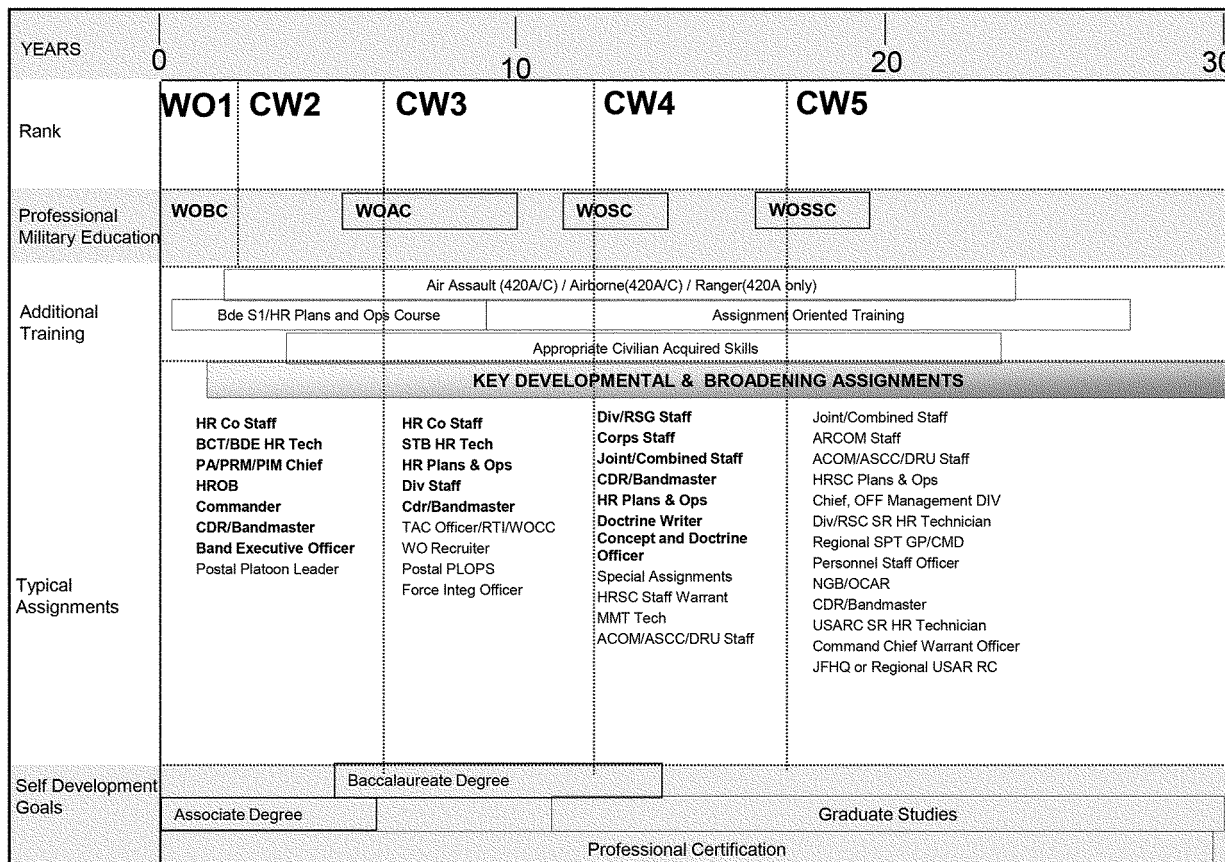 YEARS
0
10
20
30
Rank
WO1 CW2 CW3 CW4 CW5
Professional
Military Education
WOBC
WOAC
WOSC
WOSSC
Additional
Training
Air Assault (420A/C) / Airborne(420A/C) / Ranger(420A only)
Bde S1/HR Plans and Ops Course
Assignment Oriented Training
Appropriate Civilian Acquired Skills
KEY DEVELOPMENTAL & BROADENING ASSIGNMENTS
Typical
Assignments
HR Co Staff
BCT/BDE HR Tech
PA/PRM/PIM Chief
HROB
Commander
CDR/Bandmaster
Band Executive Officer
Postal Platoon Leader
HR Co Staff
STB HR Tech
HR Plans & Ops
Div Staff
Cdr/Bandmaster
TAC Officer/RTI/WOCC
WO Recruiter
Postal PLOPS
Force Integ Officer
Div/RSG Staff
Corps Staff
Joint/Combined Staff
CDR/Bandmaster
HR Plans & Ops
Doctrine Writer
Concept and Doctrine
Officer
Special Assignments
HRSC Staff Warrant
MMT Tech
ACOM/ASCC/DRU Staff
Joint/Combined Staff
ARCOM Staff
ACOM/ASCC/DRU Staff
HRSC Plans & Ops
Chief, OFF Management DIV
Div/RSC SR HR Technician
Regional SPT GP/CMD
Personnel Staff Officer
NGB/OCAR
CDR/Bandmaster
USARC SR HR Technician
Command Chief Warrant Officer
JFHQ or Regional USAR RC
Self Development
Goals
Baccalaureate Degree
Associate Degree
Graduate Studies
Professional Certification